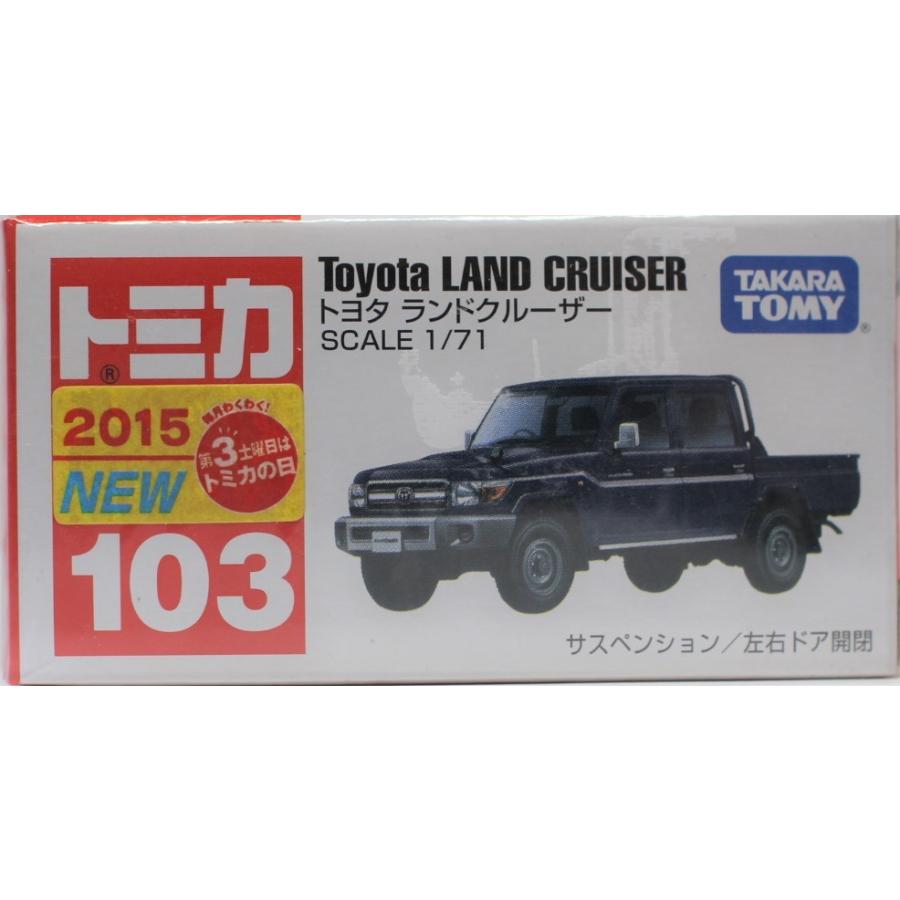 トミカ
®
2015
NEW
毎月わくわく!
第3土曜日は
トミカの日
103
Toyota LAND CRUISER
トヨタ ランドクルーザー
SCALE 1/71
TAKARA
TOMY
®
サスペンション/左右ドア開閉